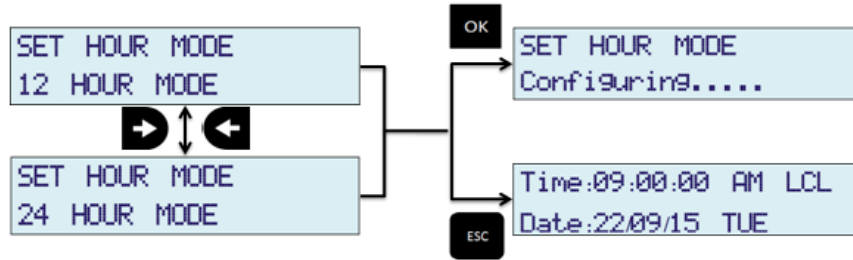 SET HOUR MODE
12 HOUR MODE
SET HOUR MODE
24 HOUR MODE
OK
SET HOUR MODE
Configuring.....
Time:09:00:00 AM LCL
Date:22/09/15 TUE
ESC